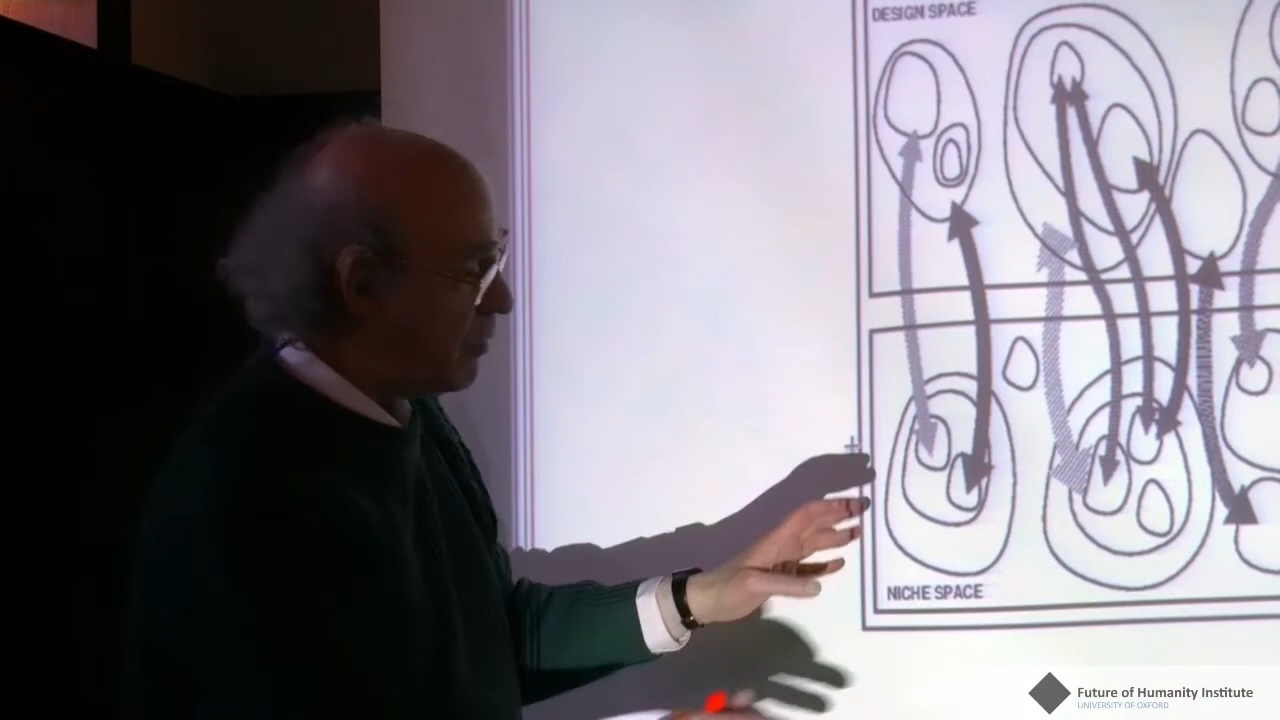 DESIGN SPACE
NICHE SPACE
Future of Humanity Institute
UNIVERSITY OF OXFORD